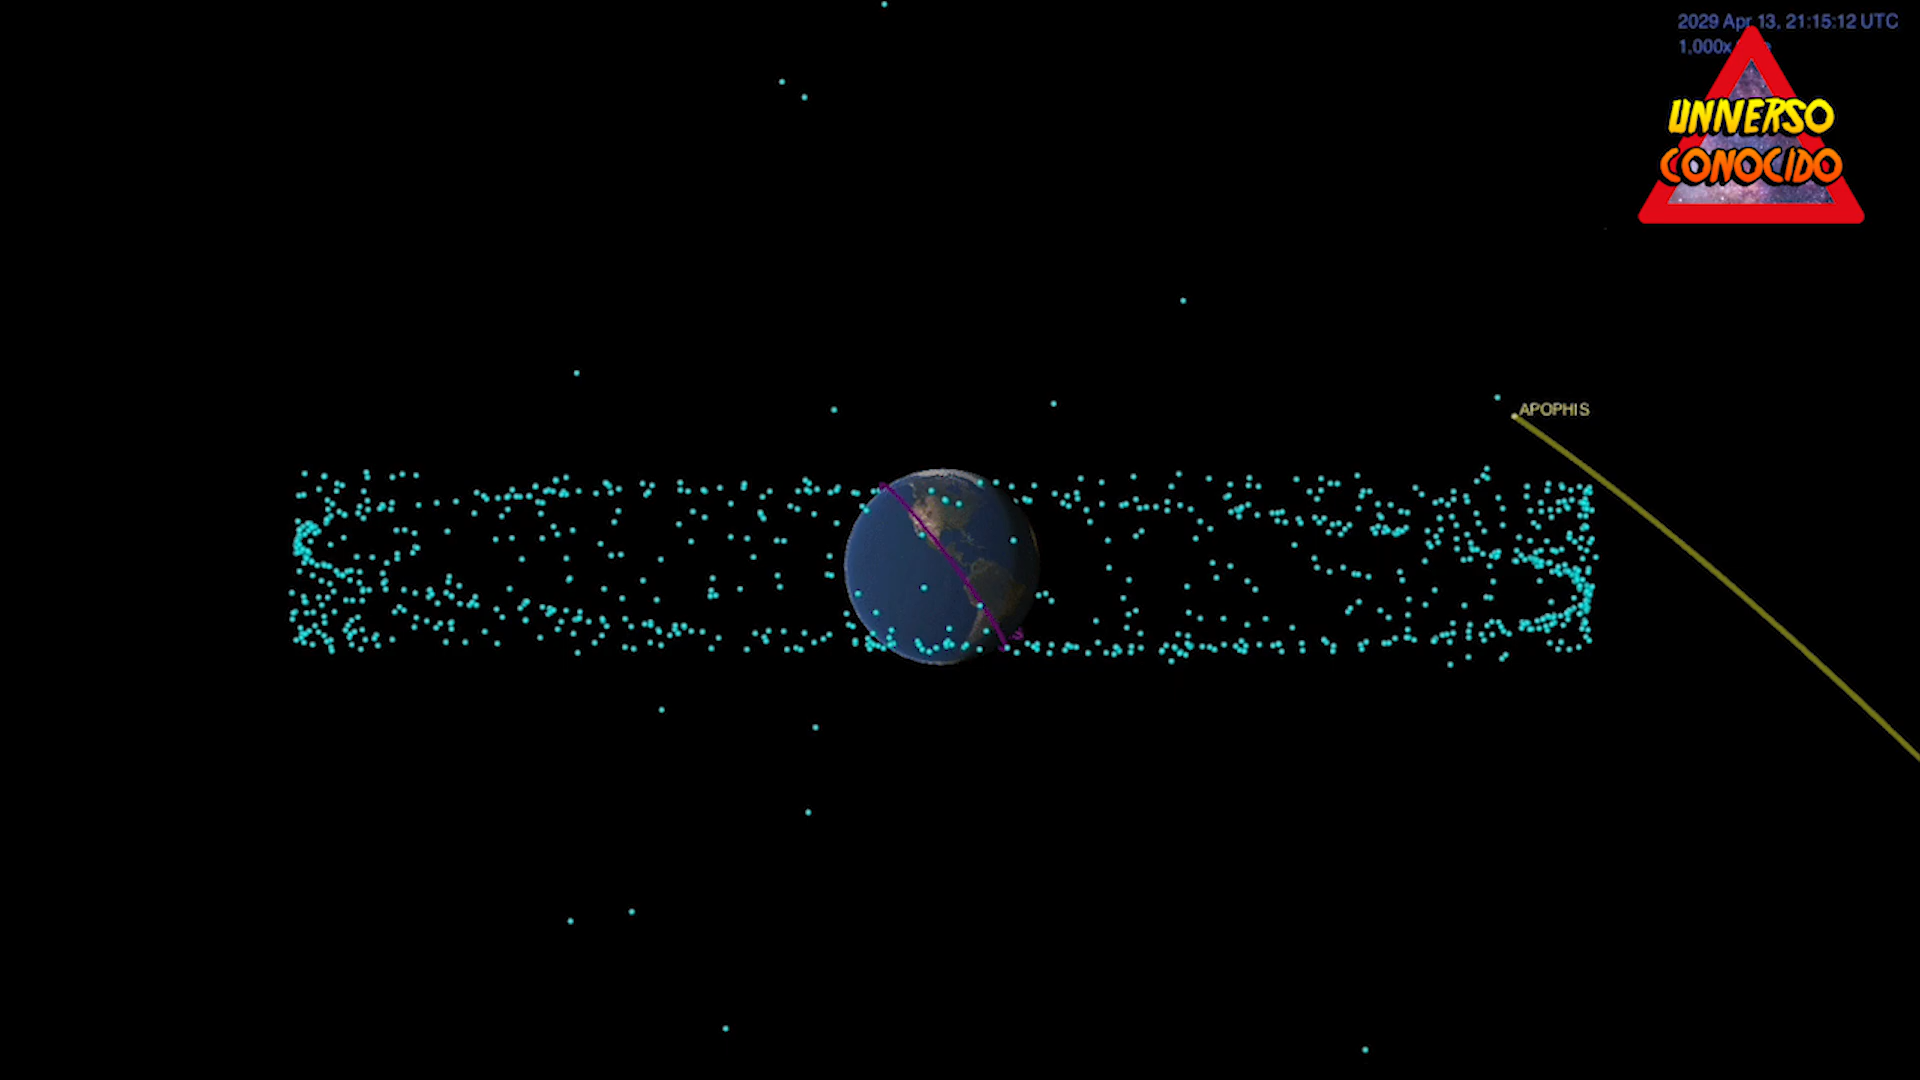 2029 Apr 13, 21:15:12 UTC
1,000x
UNIVERSO
CONOCIDO
APOPHIS